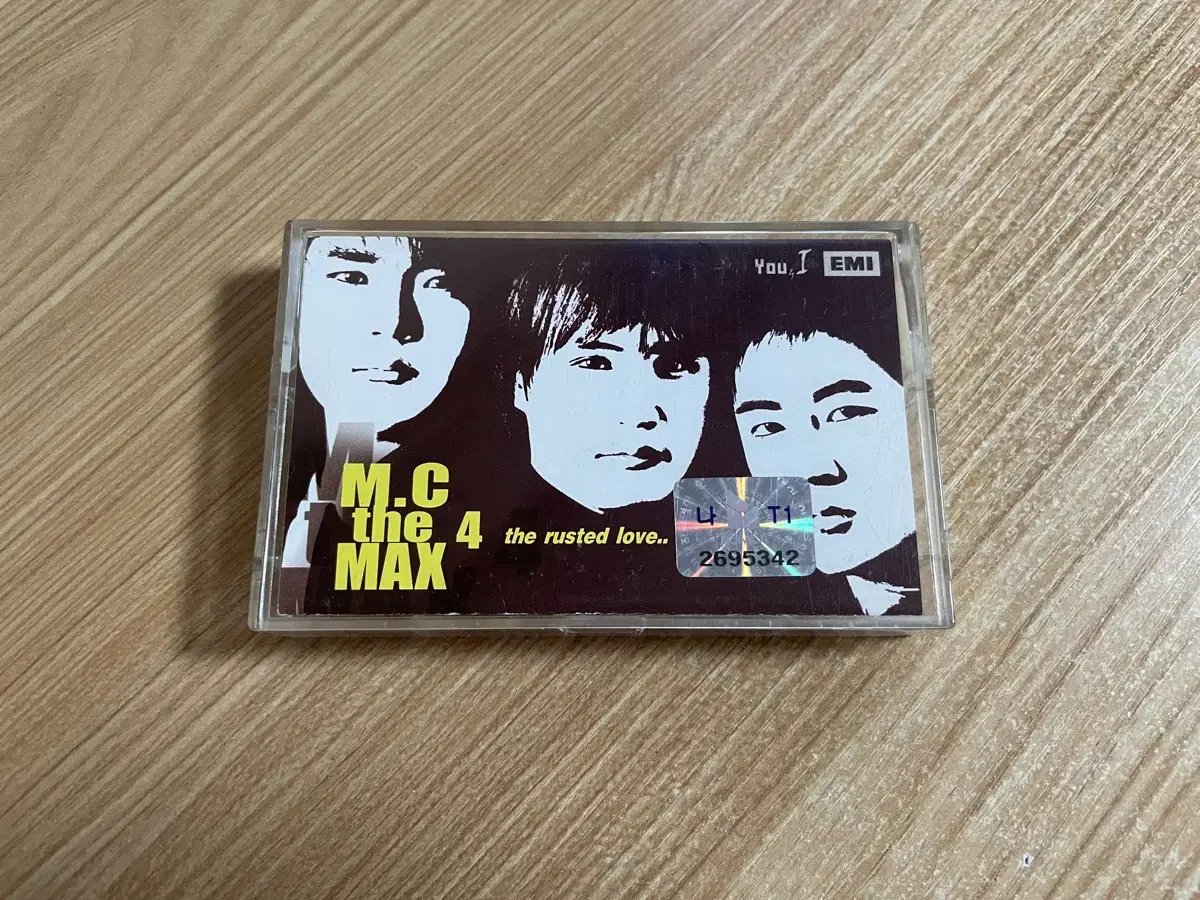 You, I EMI
M.C
the
MAX 4 the rusted love..
나 T1
2695342